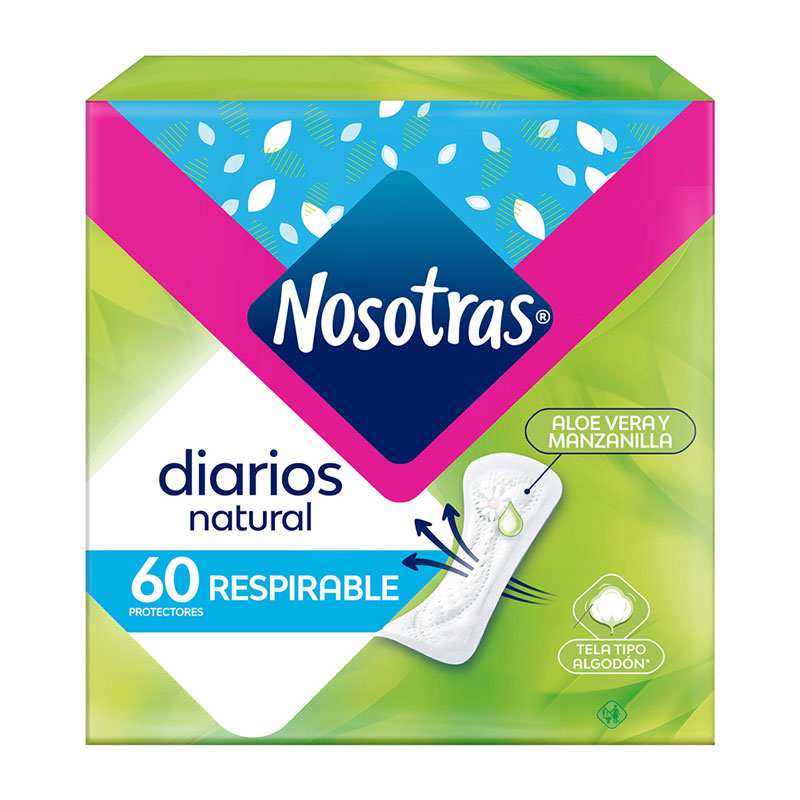 Nosotras®
ALOE VERA Y
MANZANILLA
diarios
natural
60 RESPIRABLE
PROTECTORES
TELA TIPO
ALGODÓN*